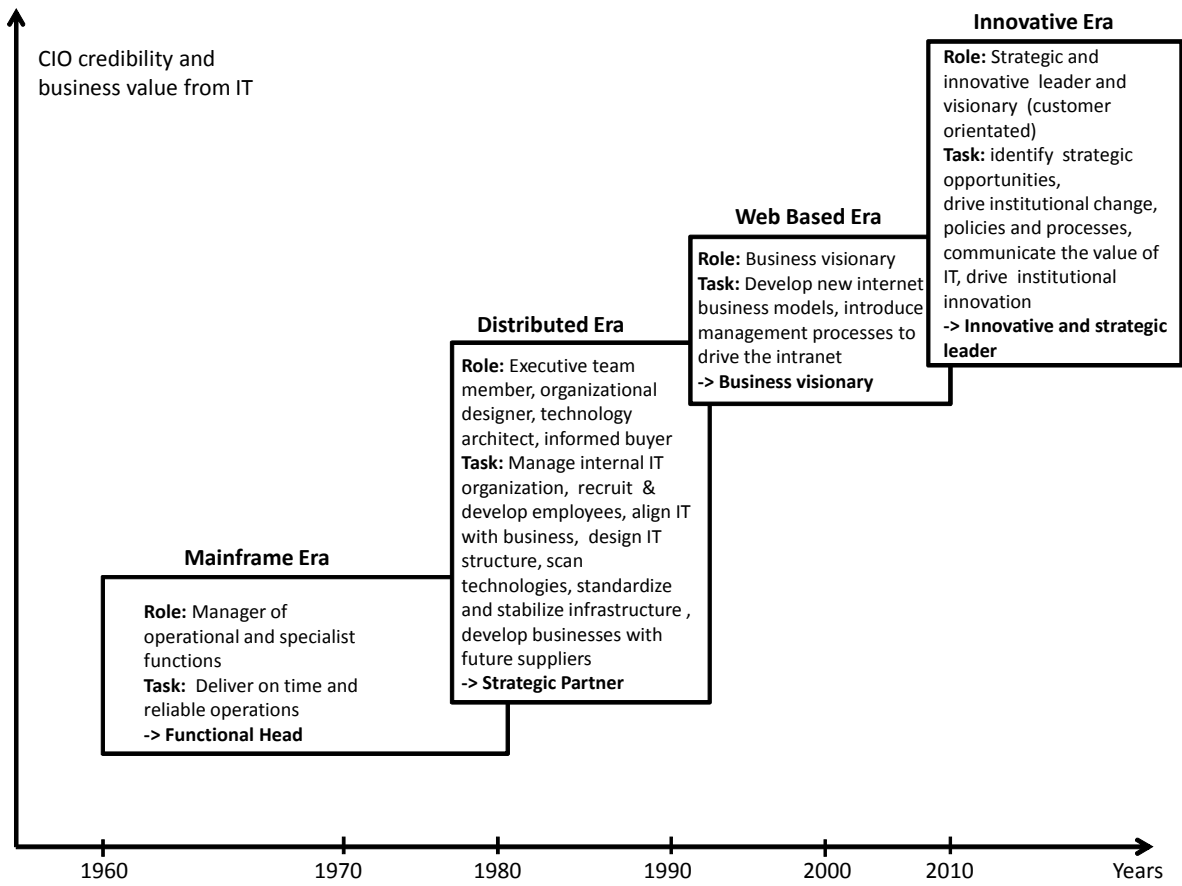 CIO credibility and
business value from IT
Innovative Era
Role: Strategic and
innovative leader and
visionary (customer
orientated)
Task: identify strategic
opportunities,
drive institutional change,
policies and processes,
communicate the value of
IT, drive institutional
innovation
-> Innovative and strategic
leader
Web Based Era
Role: Business visionary
Task: Develop new internet
business models, introduce
management processes to
drive the intranet
-> Business visionary
Distributed Era
Role: Executive team
member, organizational
designer, technology
architect, informed buyer
Task: Manage internal IT
organization, recruit &
develop employees, align IT
with business, design IT
structure, scan
technologies, standardize
and stabilize infrastructure ,
develop businesses with
future suppliers
-> Strategic Partner
Mainframe Era
Role: Manager of
operational and specialist
functions
Task: Deliver on time and
reliable operations
-> Functional Head
1960 1970 1980 1990 2000 2010 Years